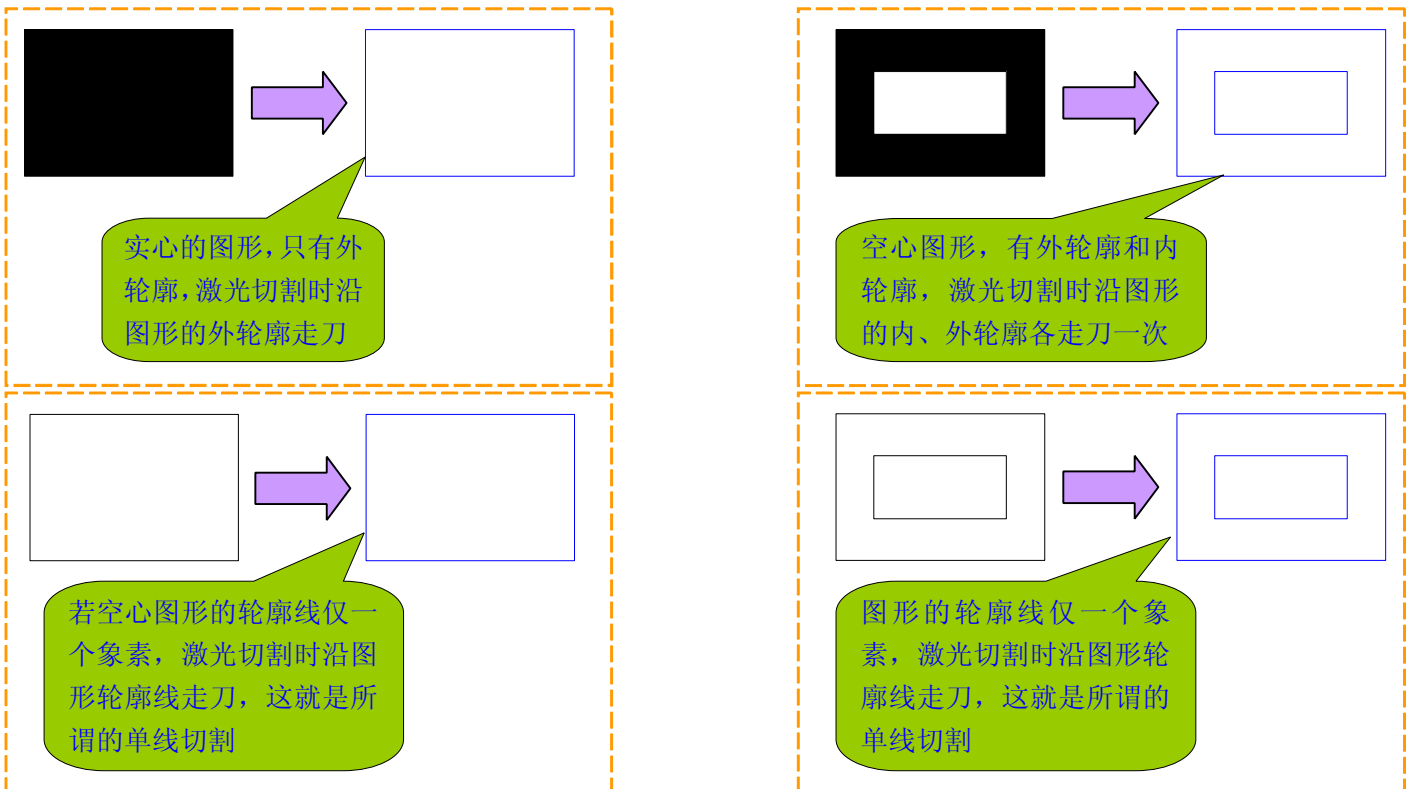 实心的图形,只有外
轮廓,激光切割时沿
图形的外轮廓走刀
空心图形，有外轮廓和内
轮廓，激光切割时沿图形
的内、外轮廓各走刀一次
若空心图形的轮廓线仅一
个象素，激光切割时沿图
形轮廓线走刀，这就是所
谓的单线切割
图形的轮廓线仅一个象
素，激光切割时沿图形轮
廓线走刀，这就是所谓的
单线切割